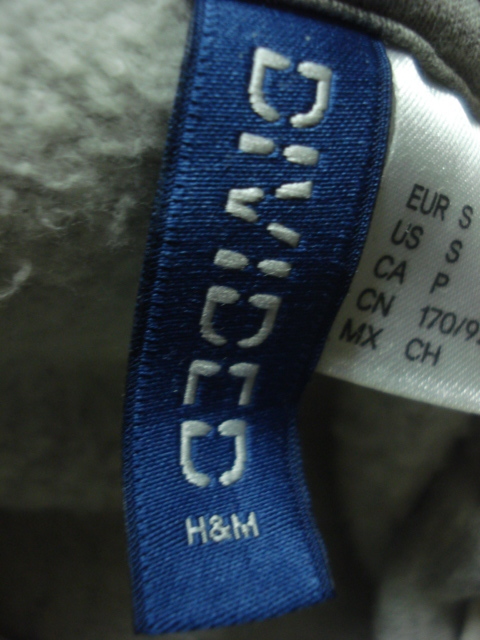 DIVIDED
H&M
EUR S
US S
CA P
CN 170/9
MX CH